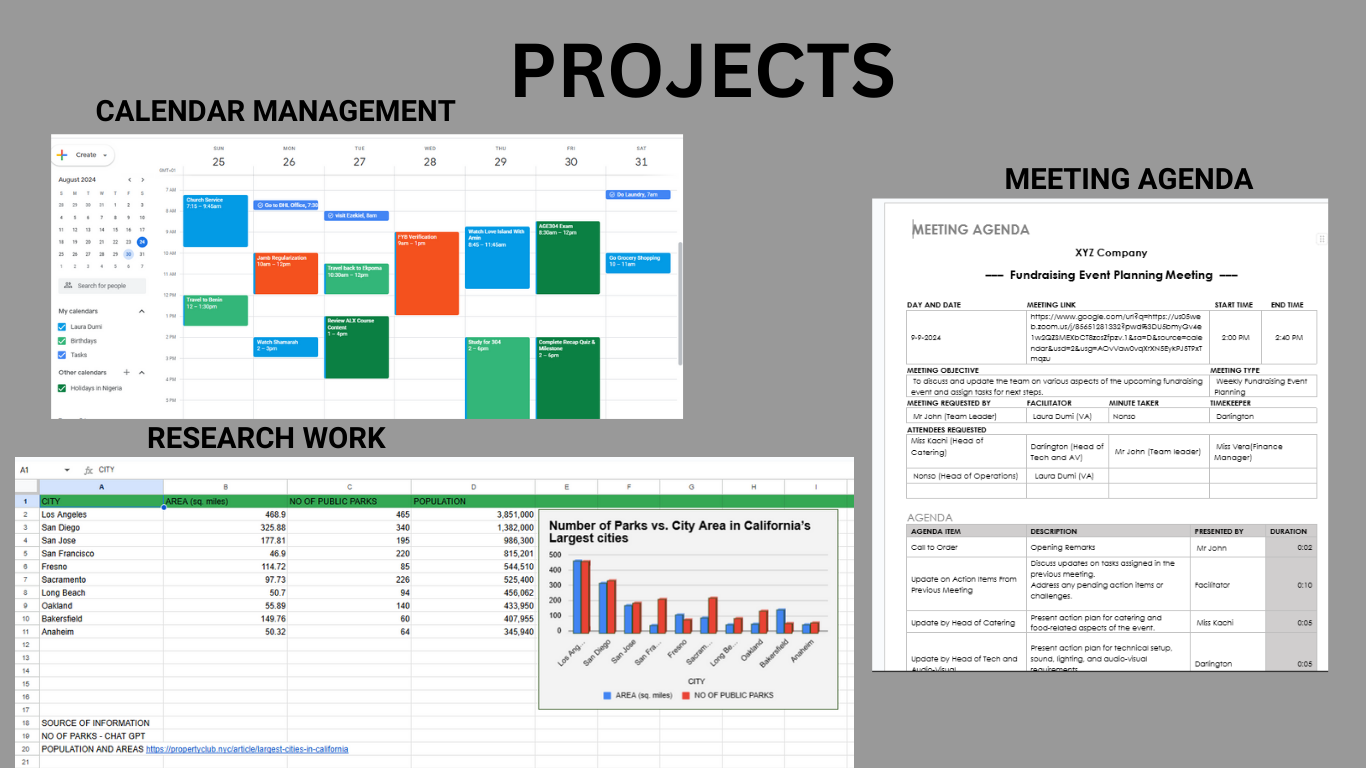 PROJECTS
CALENDAR MANAGEMENT
Create
August 2024
S M T W T F S
28 29 30 31 1 2 3
4 5 6 7 8 9 10
11 12 13 14 15 16 17
18 19 20 21 22 23 24
25 26 27 28 29 30 31
1 2 3 4 5 6 7
Search for people
My calendars
Laura Dumi
Birthdays
Tasks
Other calendars
Holidays in Nigeria
SUN MON TUE WED THU FRI SAT
25 26 27 28 29 30 31
GMT+01
7 AM
8 AM
10 AM
11 AM
12 PM
1 PM
2 PM
3 PM
4 PM
5 PM
Church Service
7:15 – 9:45am
Travel to Benin
12 – 1:30pm
Go to DHL Office, 7:30
Jamb Regularization
10am – 12pm
Watch Shamarah
2 – 3pm
visit Ezekiel, 8am
Travel back to Ekpoma
10:30am – 12pm
Review ALX Course
Content
1 – 4pm
FYB Verification
9am – 1pm
Watch Love Island With
Amin
8:45 – 11:45am
Study for 304
2 – 6pm
AGE304 Exam
8:30am – 12pm
Complete Recap Quiz &
Milestone
2 – 6pm
Do Laundry, 7am
Go Grocery Shopping
10 – 11am
MEETING AGENDA
MEETING AGENDA
XYZ Company
––– Fundraising Event Planning Meeting –––
DAY AND DATE MEETING LINK START TIME END TIME
9-9-2024
2:00 PM 2:40 PM
MEETING OBJECTIVE MEETING TYPE
To discuss and update the team on various aspects of the upcoming fundraising
event and assign tasks for next steps.
Weekly Fundraising Event
Planning
MEETING REQUESTED BY FACILITATOR MINUTE TAKER TIMEKEEPER
Mr John (Team Leader) Laura Dumi (VA) Nonso Darlington
ATTENDEES REQUESTED
Miss Kachi (Head of
Catering)
Darlington (Head of
Tech and AV)
Mr John (Team leader)
Miss Vera(Finance
Manager)
Nonso (Head of Operations) Laura Dumi (VA)
AGENDA
AGENDA ITEM DESCRIPTION PRESENTED BY DURATION
Call to Order Opening Remarks Mr John 0:02
Update on Action Items From
Previous Meeting
Discuss updates on tasks assigned in the
previous meeting.
Address any pending action items or
challenges.
Facilitator 0:10
Update by Head of Catering
Present action plan for catering and
food-related aspects of the event.
Miss Kachi 0:05
Update by Head of Tech and
Audio-Visual
Present action plan for technical setup,
sound, lighting, and audio-visual
requirements
Darlington 0:05
RESEARCH WORK
A1 fx CITY
A B C D E F G H I
1 CITY AREA (sq. miles) NO OF PUBLIC PARKS POPULATION
2 Los Angeles 468.9 465 3,851,000
3 San Diego 325.88 340 1,382,000
4 San Jose 177.81 195 986,300
5 San Francisco 46.9 220 815,201
6 Fresno 114.72 85 544,510
7 Sacramento 97.73 226 525,400
8 Long Beach 50.7 94 456,062
9 Oakland 55.89 140 433,950
10 Bakersfield 149.76 60 407,955
11 Anaheim 50.32 64 345,940
12
13
14
15
16
17
18 SOURCE OF INFORMATION
19 NO OF PARKS - CHAT GPT
20 POPULATION AND AREAS https://propertyclub.nyc/article/largest-cities-in-california
21
Number of Parks vs. City Area in California's
Largest cities
500
400
300
200
100
0
Los Ang... San Diego San Jose San Fra... Fresno Sacram... Long Be... Oakland Bakersfield Anaheim
CITY
AREA (sq. miles) NO OF PUBLIC PARKS